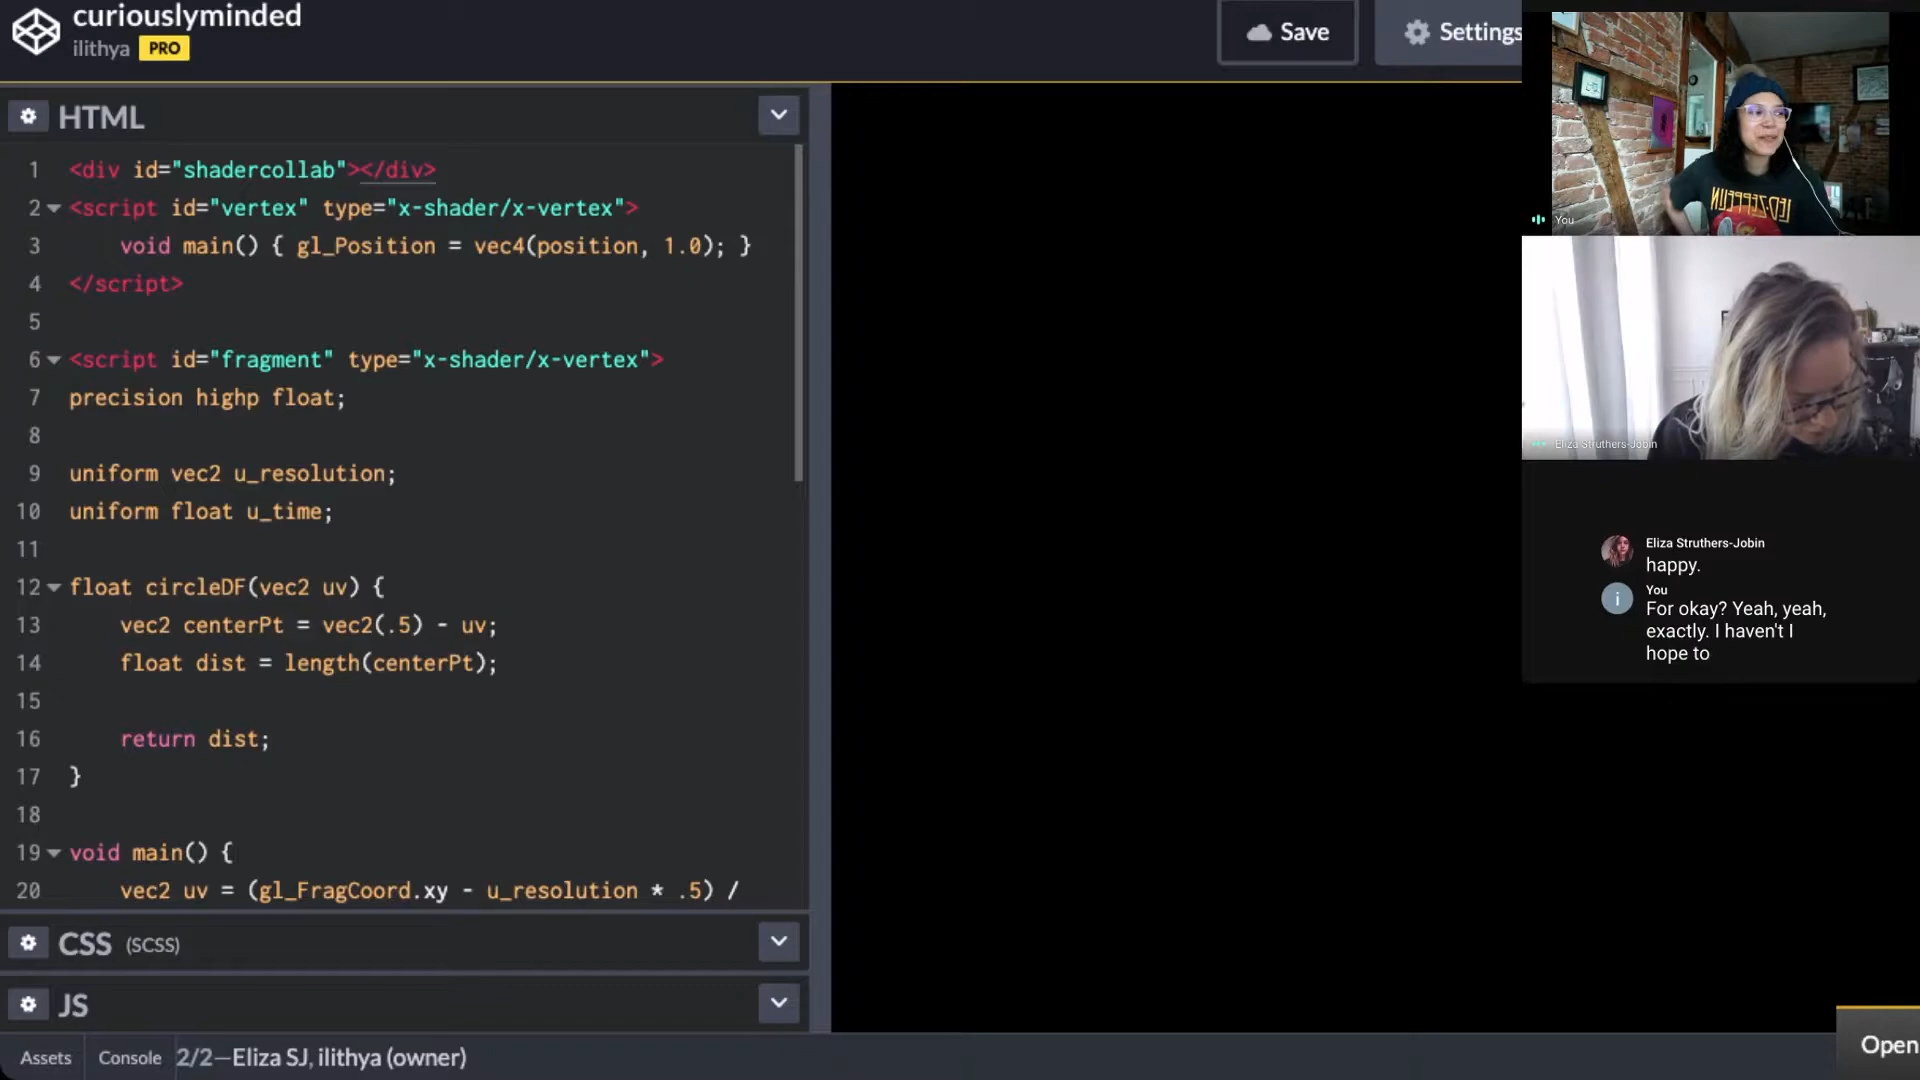 curiouslyminded
ilithya PRO
Save
Settings
HTML
1 <div id="shadercollab"></div>
2 <script id="vertex" type="x-shader/x-vertex">
3 void main() { gl_Position = vec4(position, 1.0); }
4 </script>
5
6 <script id="fragment" type="x-shader/x-vertex">
7 precision highp float;
8
9 uniform vec2 u_resolution;
10 uniform float u_time;
11
12 float circleDF(vec2 uv) {
13 vec2 centerPt = vec2(.5) - uv;
14 float dist = length(centerPt);
15
16 return dist;
17 }
18
19 void main() {
20 vec2 uv = (gl_FragCoord.xy - u_resolution * .5) /
CSS (SCSS)
JS
Assets Console 2/2—Eliza SJ, ilithya (owner)
Open
LED-ZEPPELIN
You
Eliza Struthers-Jobin
Eliza Struthers-Jobin
happy.
i
You
For okay? Yeah, yeah,
exactly. I haven't I
hope to